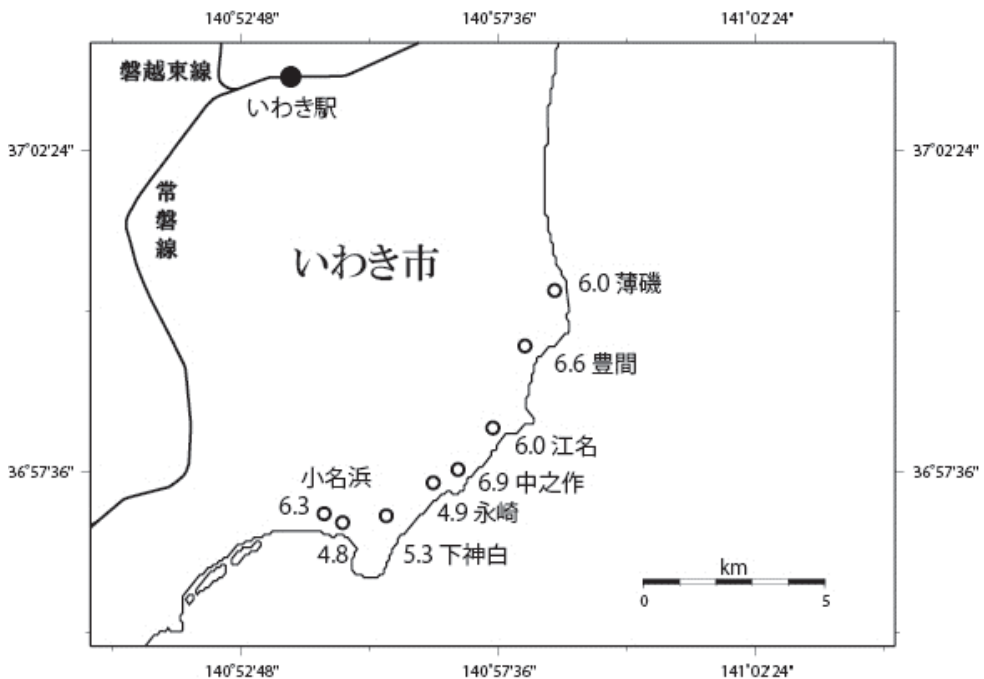 140˚52'48" 140˚57'36" 141˚02'24"
磐越東線
いわき駅
37˚02'24" 37˚02'24"
常磐線
いわき市
6.0 薄磯
6.6 豊間
6.0 江名
36˚57'36" 36˚57'36"
小名浜
6.9 中之作
6.3
4.9 永崎
4.8
5.3 下神白
km
0 5
140˚52'48" 140˚57'36" 141˚02'24"